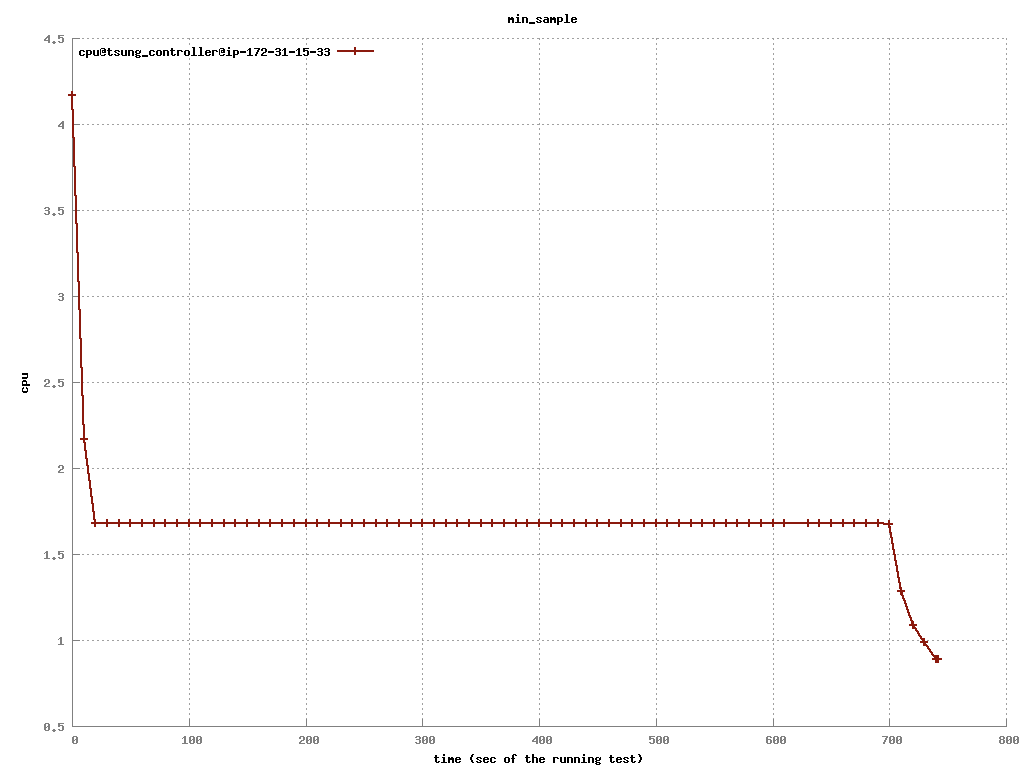 min_sample
cpu@tsung_controller@ip-172-31-15-33
4.5
4
3.5
3
2.5
2
1.5
1
0.5
cpu
0 100 200 300 400 500 600 700 800
time (sec of the running test)